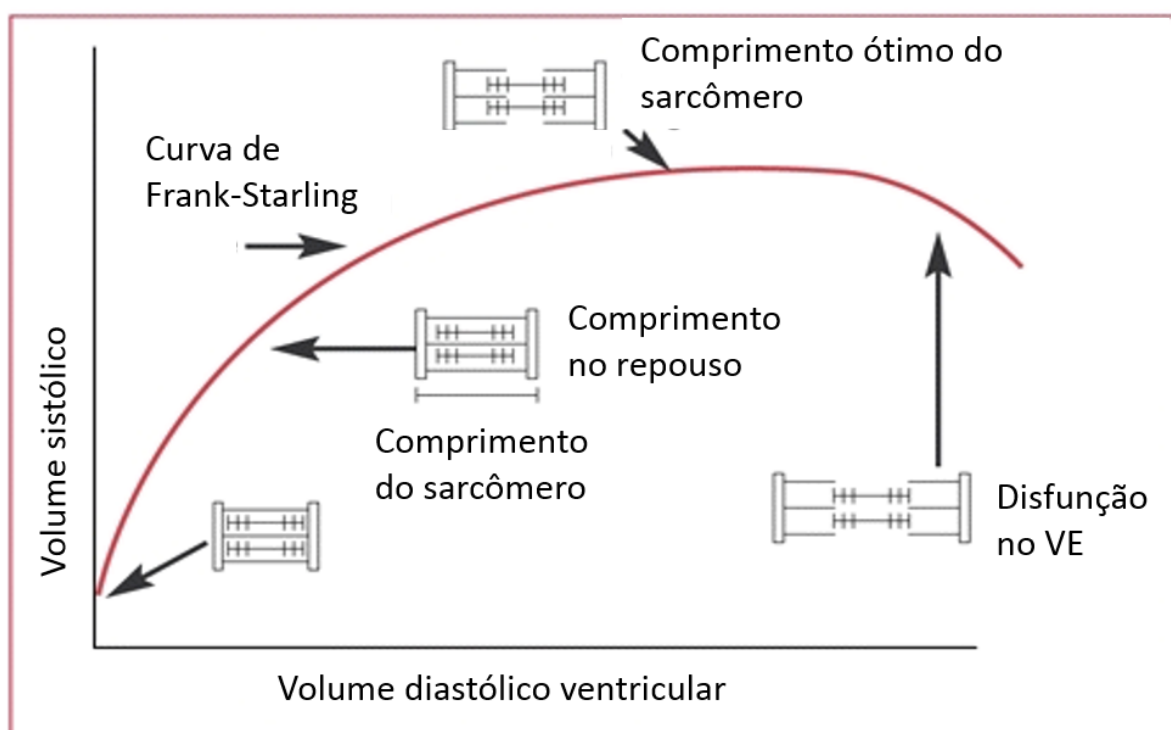 Comprimento ótimo do
sarcômero
Curva de
Frank-Starling
Comprimento
no repouso
Comprimento
do sarcômero
Disfunção
no VE
Volume sistólico
Volume diastólico ventricular